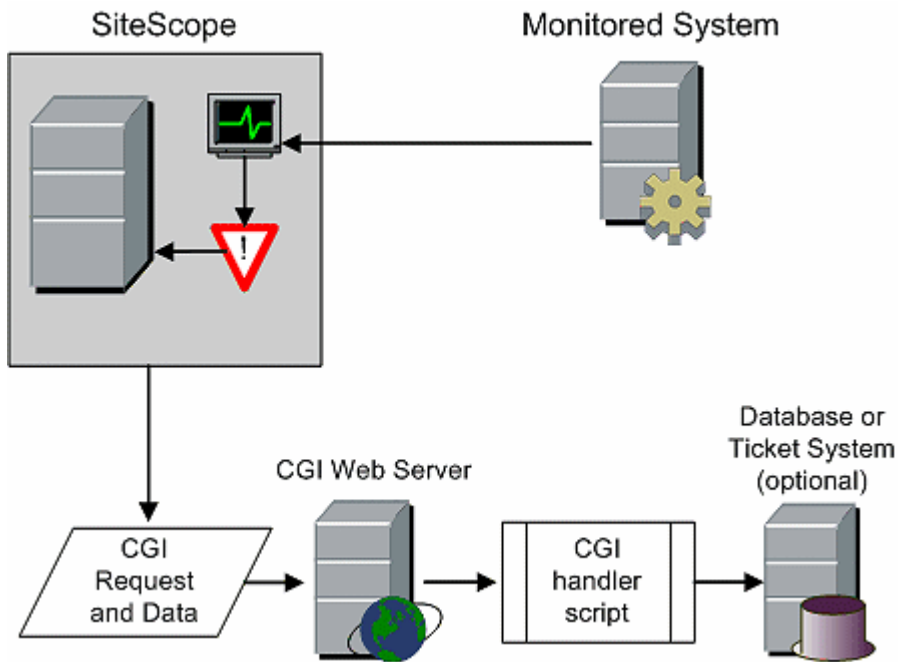 SiteScope
Monitored System
!
Database or
Ticket System
(optional)
CGI Web Server
CGI
Request
and Data
CGI
handler
script